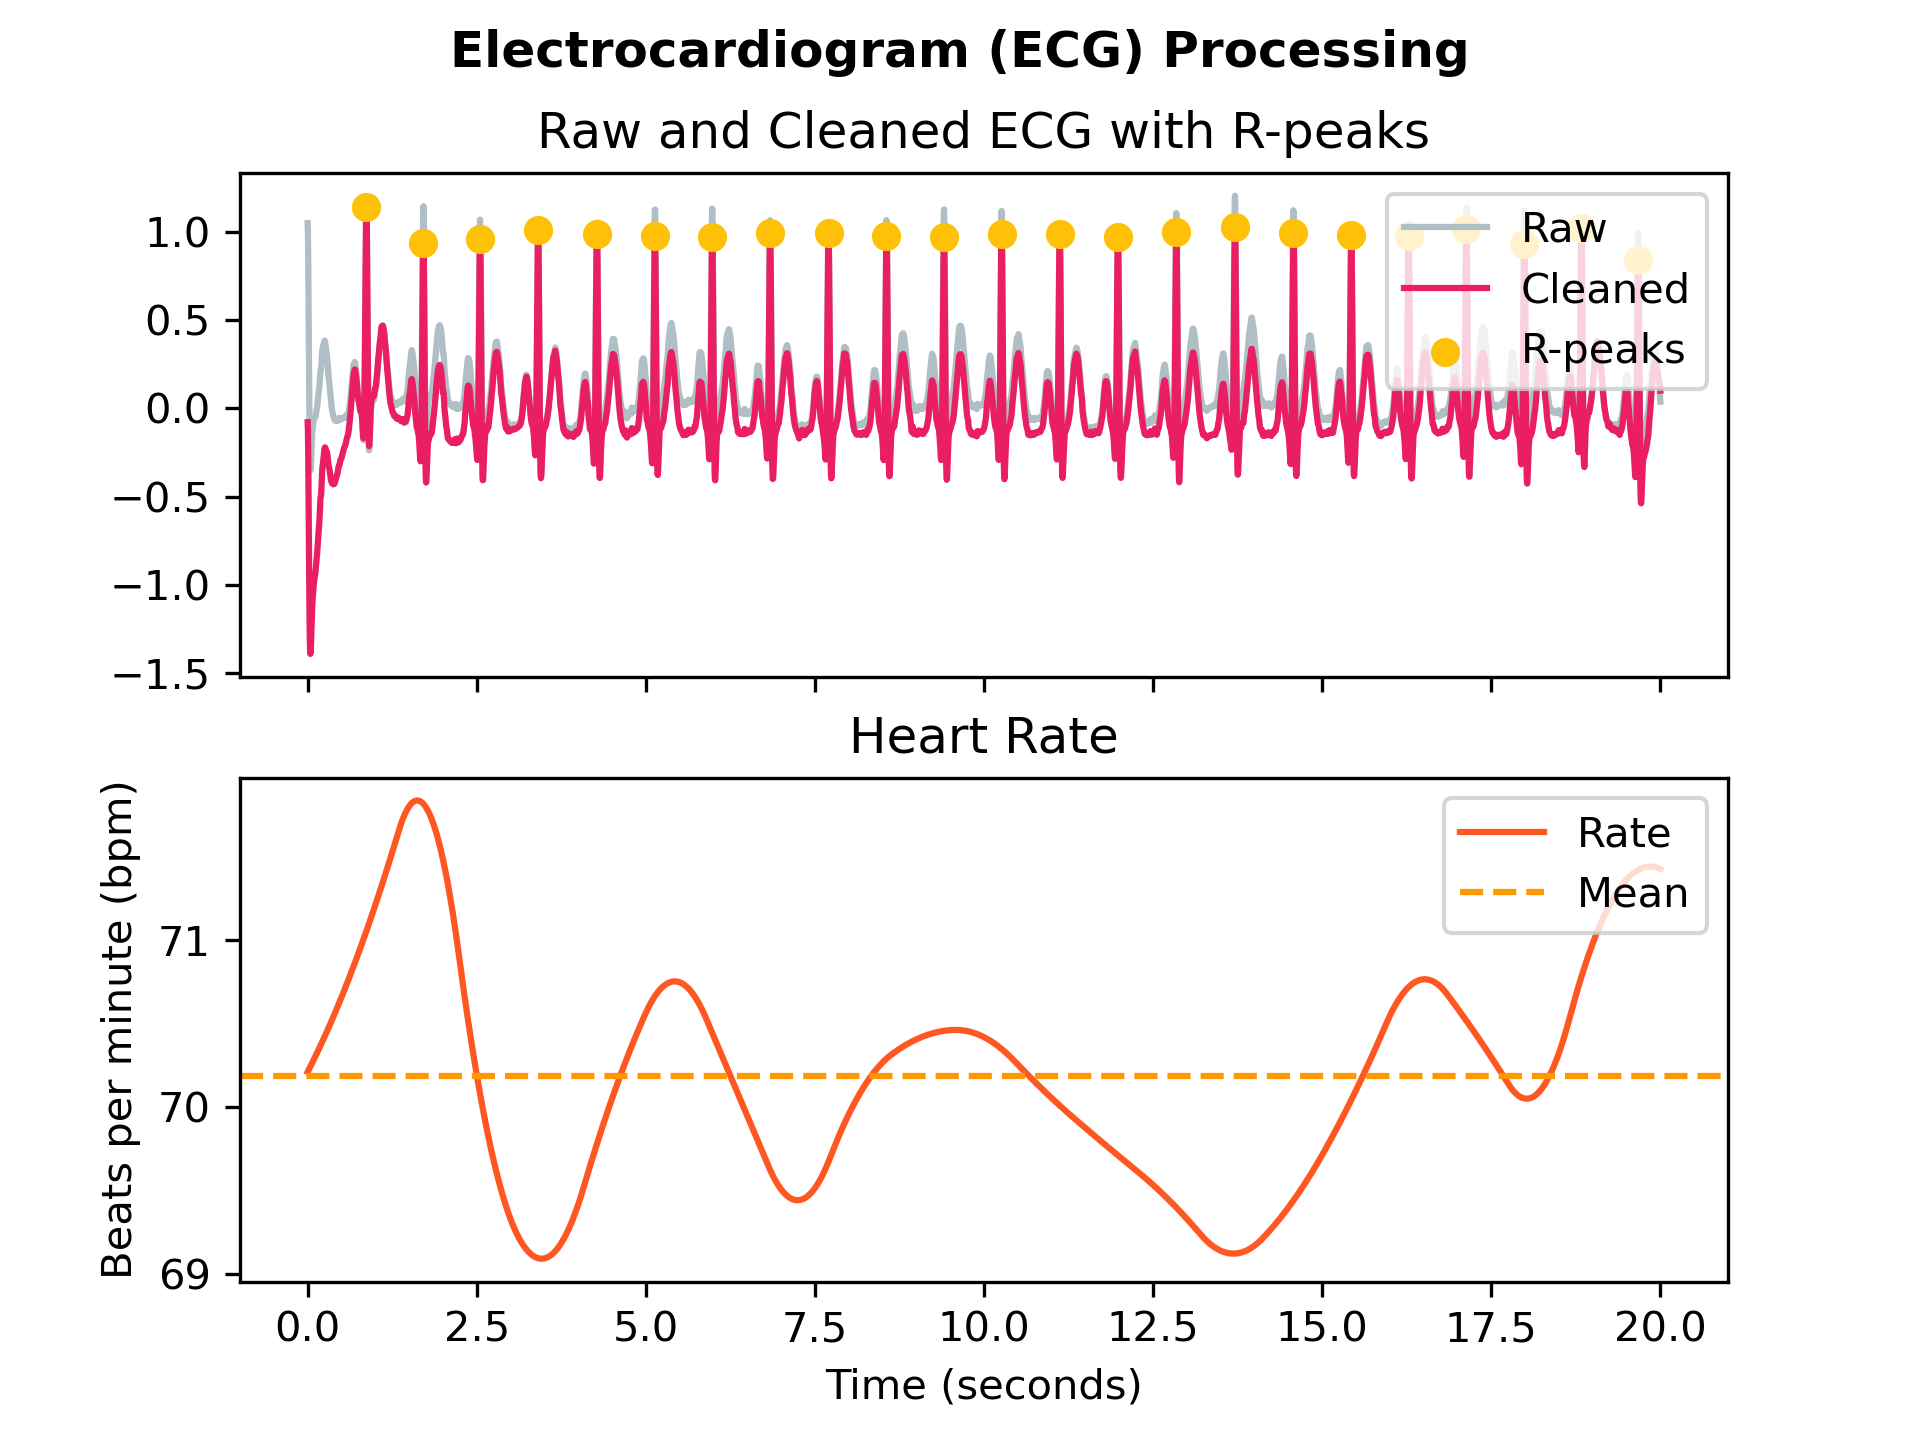 Electrocardiogram (ECG) Processing
Raw and Cleaned ECG with R-peaks
1.0
0.5
0.0
−0.5
−1.0
−1.5
Raw
Cleaned
R-peaks
Heart Rate
Beats per minute (bpm)
71
70
69
Rate
Mean
0.0 2.5 5.0 7.5 10.0 12.5 15.0 17.5 20.0
Time (seconds)